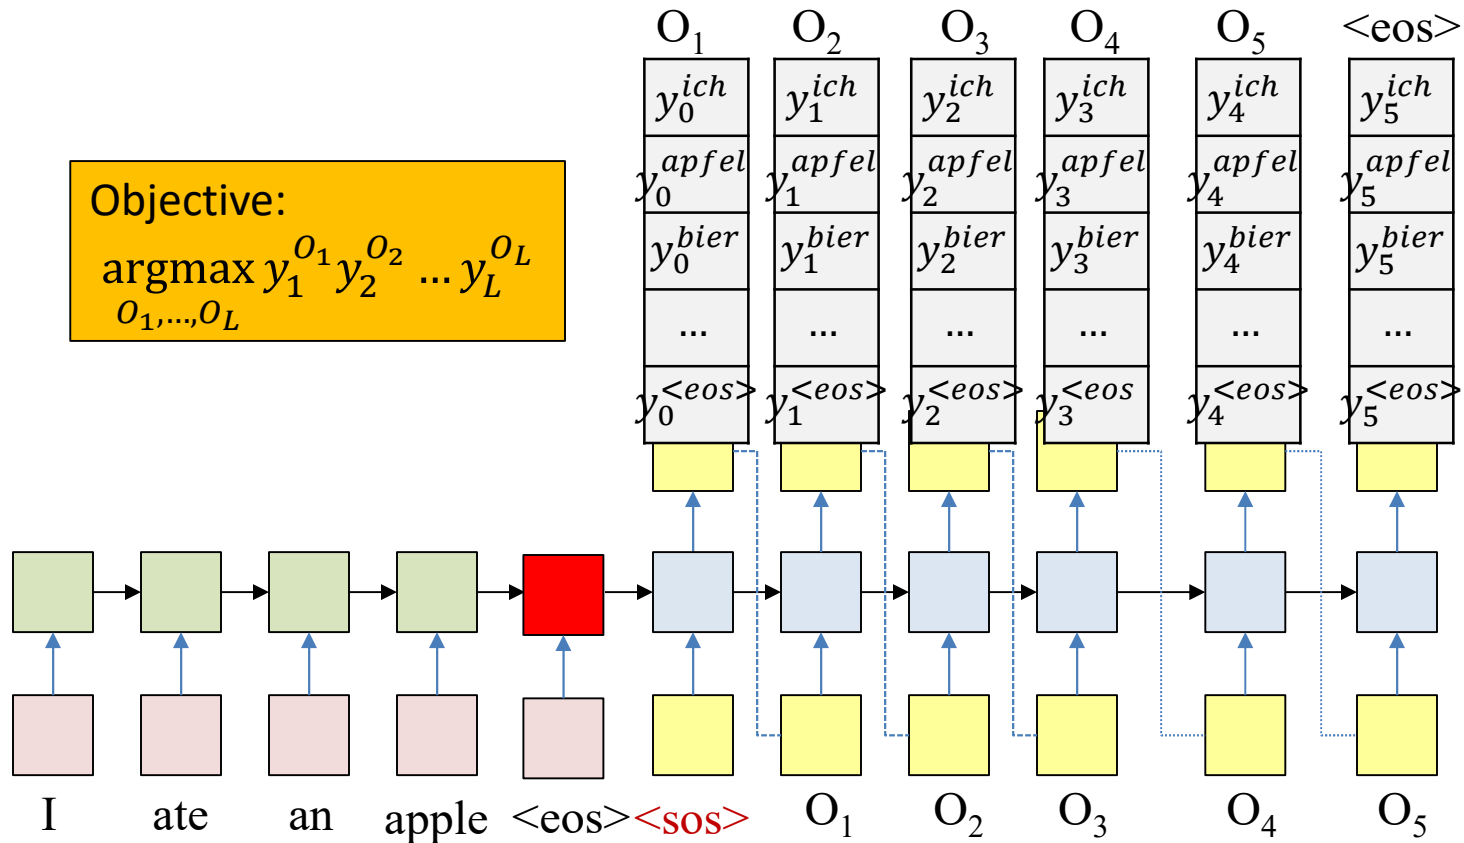 O₁ O₂ O₃ O₄ O₅ <eos>
y₀^ich y₁^ich y₂^ich y₃^ich y₄^ich y₅^ich
y₀^apfel y₁^apfel y₂^apfel y₃^apfel y₄^apfel y₅^apfel
y₀^bier y₁^bier y₂^bier y₃^bier y₄^bier y₅^bier
... ... ... ... ... ...
y₀^<eos> y₁^<eos> y₂^<eos> y₃^<eos y₄^<eos> y₅^<eos>
Objective:
argmax y₁^O₁ y₂^O₂ … y_L^O_L
O₁,…,O_L
I ate an apple <eos> <sos> O₁ O₂ O₃ O₄ O₅